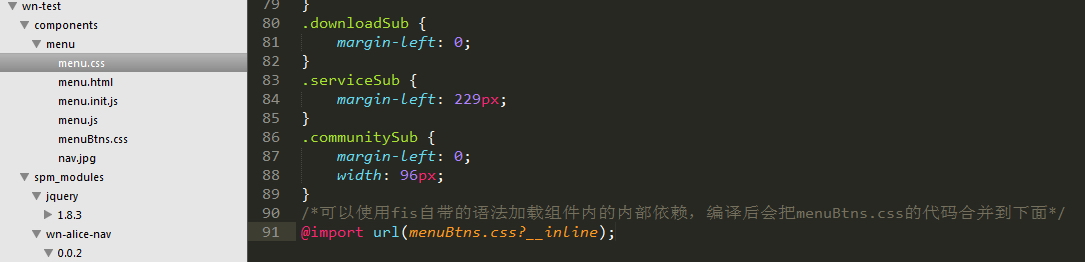 wn-test
components
menu
menu.css
menu.html
menu.init.js
menu.js
menuBtns.css
nav.jpg
spm_modules
jquery
1.8.3
wn-alice-nav
0.0.2
79 }
80 .downloadSub {
81 margin-left: 0;
82 }
83 .serviceSub {
84 margin-left: 229px;
85 }
86 .communitySub {
87 margin-left: 0;
88 width: 96px;
89 }
90 /*可以使用fis自带的语法加载组件内的内部依赖，编译后会把menuBtns.css的代码合并到下面*/
91 @import url(menuBtns.css?__inline);